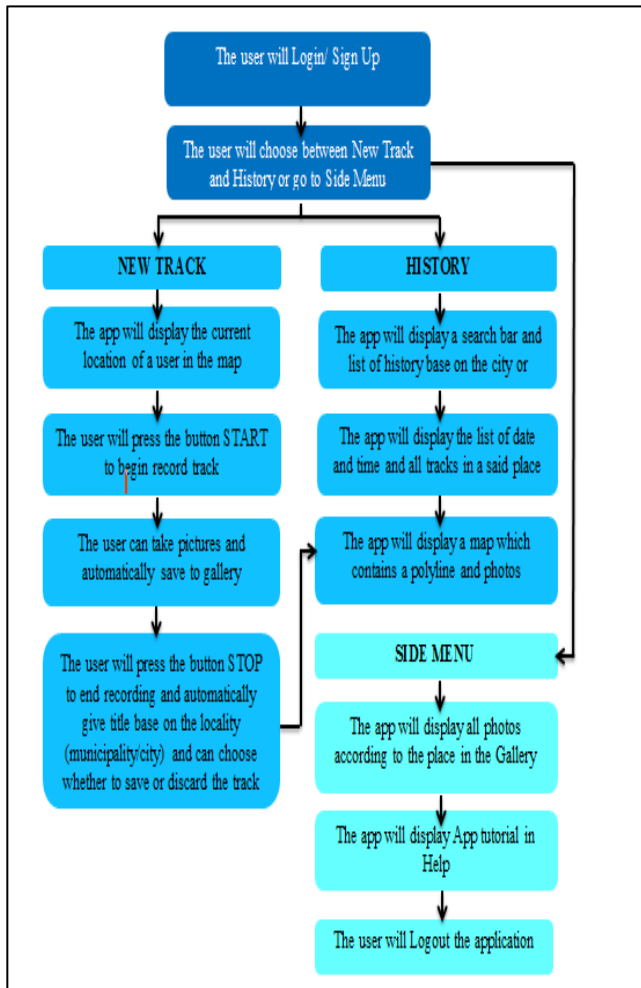 The user will Login/ Sign Up
The user will choose between New Track
and History or go to Side Menu
NEW TRACK
The app will display the current
location of a user in the map
The user will press the button START
to begin record track
The user can take pictures and
automatically save to gallery
The user will press the button STOP
to end recording and automatically
give title base on the locality
(municipality/city) and can choose
whether to save or discard the track
HISTORY
The app will display a search bar and
list of history base on the city or
The app will display the list of date
and time and all tracks in a said place
The app will display a map which
contains a polyline and photos
SIDE MENU
The app will display all photos
according to the place in the Gallery
The app will display App tutorial in
Help
The user will Logout the application